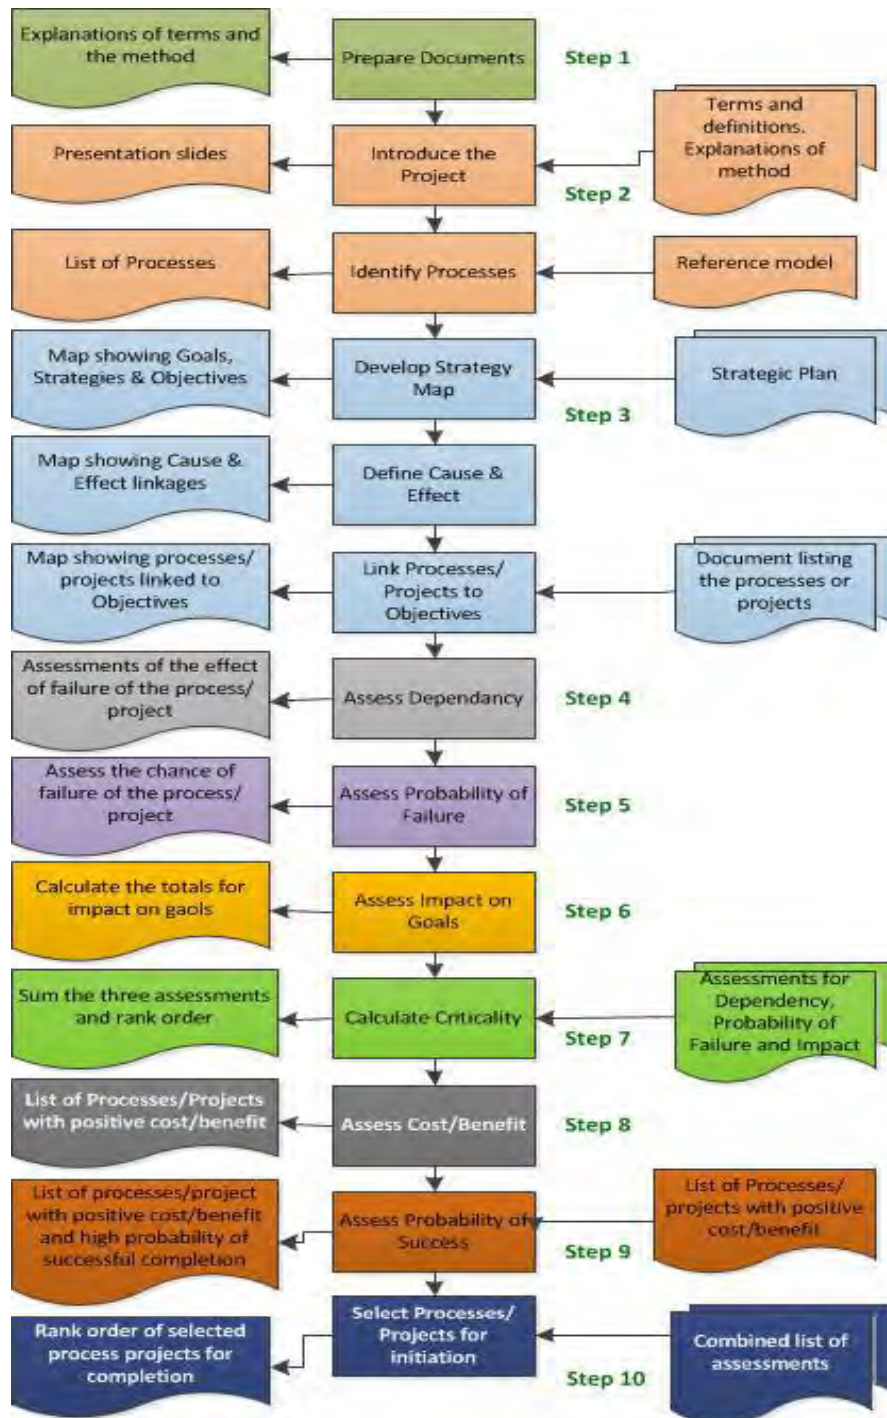 Explanations of terms and
the method
Prepare Documents
Step 1
Presentation slides
Introduce the
Project
Terms and
definitions.
Explanations of
method
Step 2
List of Processes
Identify Processes
Reference model
Map showing Goals,
Strategies & Objectives
Develop Strategy
Map
Strategic Plan
Step 3
Map showing Cause &
Effect linkages
Define Cause &
Effect
Map showing processes/
projects linked to
Objectives
Link Processes/
Projects to
Objectives
Document listing
the processes or
projects
Assessments of the effect
of failure of the process/
project
Assess Dependancy
Step 4
Assess the chance of
failure of the process/
project
Assess Probability of
Failure
Step 5
Calculate the totals for
impact on gaols
Assess Impact on
Goals
Step 6
Sum the three assessments
and rank order
Calculate Criticality
Assessments for
Dependency,
Probability of
Failure and Impact
Step 7
List of Processes/Projects
with positive cost/benefit
Assess Cost/Benefit
Step 8
List of processes/project
with positive cost/benefit
and high probability of
successful completion
Assess Probability of
Success
List of Processes/
projects with positive
cost/benefit
Step 9
Rank order of selected
process projects for
completion
Select Processes/
Projects for
initiation
Combined list of
assessments
Step 10